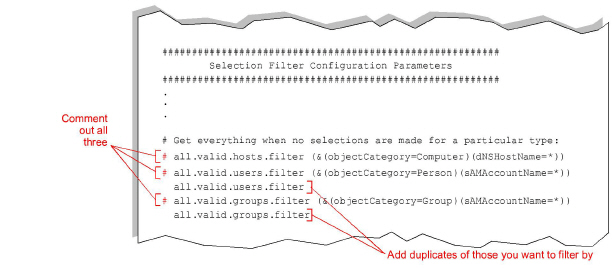 ########################################################
Selection Filter Configuration Parameters
########################################################
.
.
.
Comment
out all
three
# Get everything when no selections are made for a particular type:
# all.valid.hosts.filter (&(objectCategory=Computer)(dNSHostName=*))
# all.valid.users.filter (&(objectCategory=Person)(sAMAccountName=*))
all.valid.users.filter
# all.valid.groups.filter (&(objectCategory=Group)(sAMAccountName=*))
all.valid.groups.filter
Add duplicates of those you want to filter by